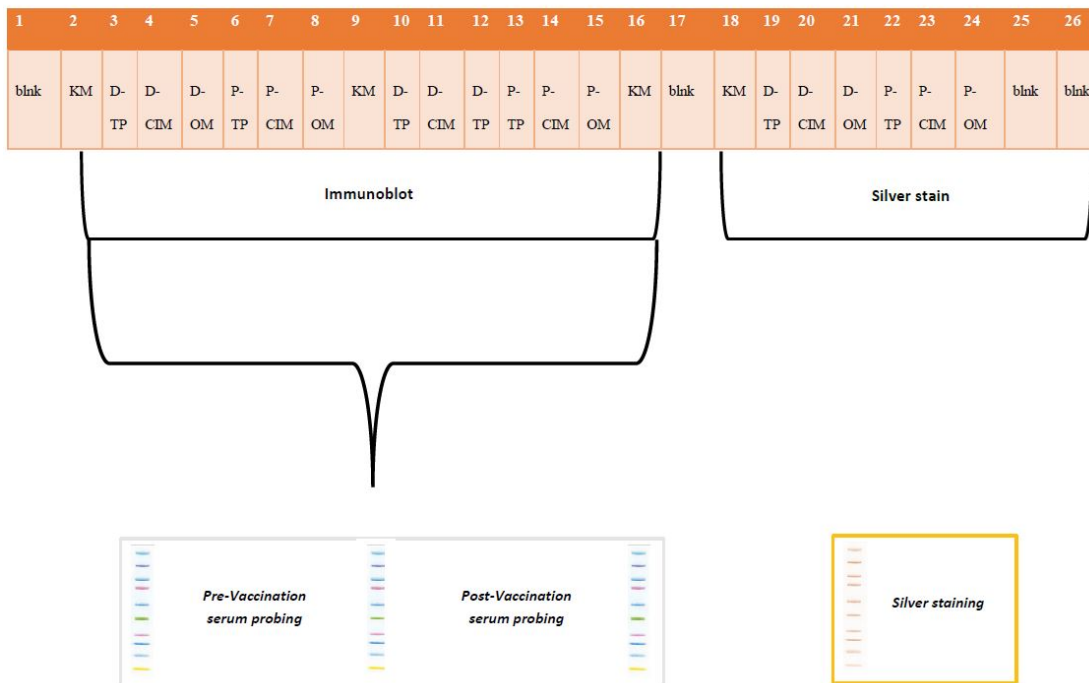 1 2 3 4 5 6 7 8 9 10 11 12 13 14 15 16 17 18 19 20 21 22 23 24 25 26
blnk KM D- D- D- P- P- P- KM D- D- D- P- P- P- KM blnk KM D- D- D- P- P- P- blnk blnk
TP CIM OM TP CIM OM TP CIM TP TP CIM OM TP CIM OM TP CIM OM
Immunoblot
Silver stain
Pre-Vaccination
serum probing
Post-Vaccination
serum probing
Silver staining